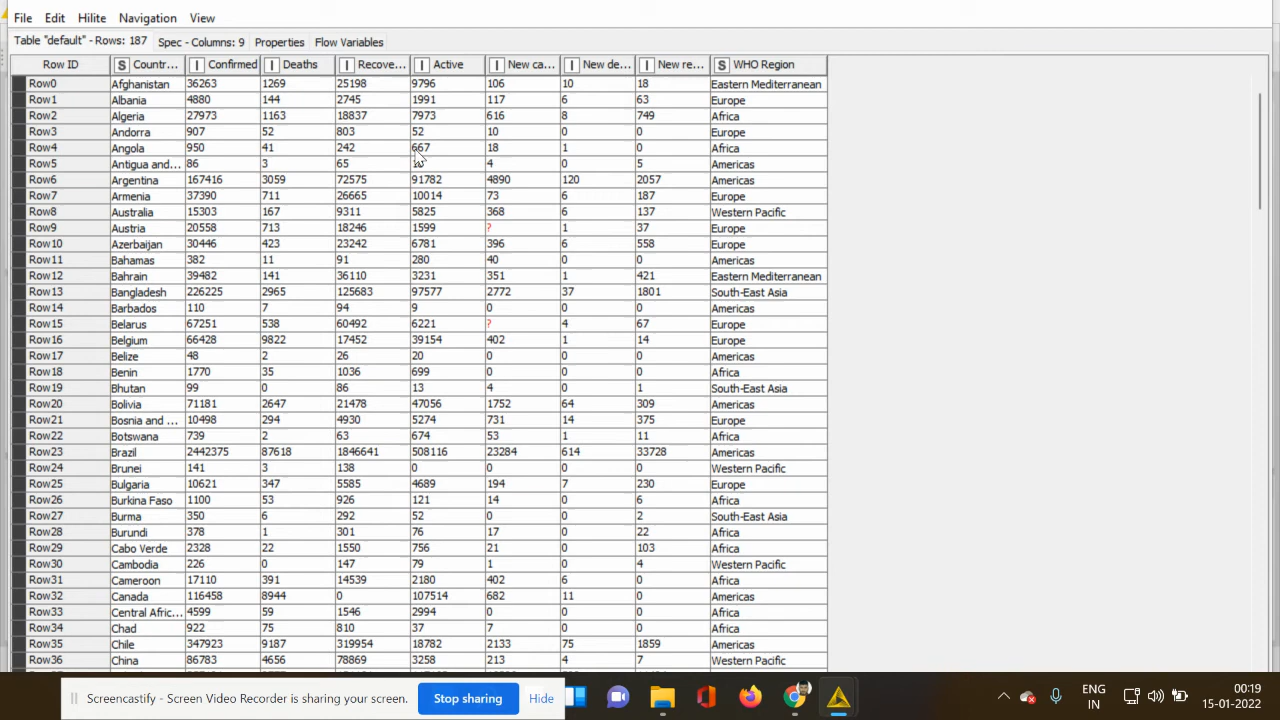 File Edit Hilite Navigation View
Table "default" - Rows: 187 Spec - Columns: 9 Properties Flow Variables
Row ID S Countr... I Confirmed I Deaths I Recove... I Active I New ca... I New de... I New re... S WHO Region
Row0 Afghanistan 36263 1269 25198 9796 106 10 18 Eastern Mediterranean
Row1 Albania 4880 144 2745 1991 117 6 63 Europe
Row2 Algeria 27973 1163 18837 7973 616 8 749 Africa
Row3 Andorra 907 52 803 52 10 0 0 Europe
Row4 Angola 950 41 242 667 18 1 0 Africa
Row5 Antigua and... 86 3 65 4 0 5 Americas
Row6 Argentina 167416 3059 72575 91782 4890 120 2057 Americas
Row7 Armenia 37390 711 26665 10014 73 6 187 Europe
Row8 Australia 15303 167 9311 5825 368 6 137 Western Pacific
Row9 Austria 20558 713 18246 1599 ? 1 37 Europe
Row10 Azerbaijan 30446 423 23242 6781 396 6 558 Europe
Row11 Bahamas 382 11 91 280 40 0 0 Americas
Row12 Bahrain 39482 141 36110 3231 351 1 421 Eastern Mediterranean
Row13 Bangladesh 226225 2965 125683 97577 2772 37 1801 South-East Asia
Row14 Barbados 110 7 94 9 0 0 0 Americas
Row15 Belarus 67251 538 60492 6221 ? 4 67 Europe
Row16 Belgium 66428 9822 17452 39154 402 1 14 Europe
Row17 Belize 48 2 26 20 0 0 0 Americas
Row18 Benin 1770 35 1036 699 0 0 0 Africa
Row19 Bhutan 99 0 86 13 4 0 1 South-East Asia
Row20 Bolivia 71181 2647 21478 47056 1752 64 309 Americas
Row21 Bosnia and ... 10498 294 4930 5274 731 14 375 Europe
Row22 Botswana 739 2 63 674 53 1 11 Africa
Row23 Brazil 2442375 87618 1846641 508116 23284 614 33728 Americas
Row24 Brunei 141 3 138 0 0 0 0 Western Pacific
Row25 Bulgaria 10621 347 5585 4689 194 7 230 Europe
Row26 Burkina Faso 1100 53 926 121 14 0 6 Africa
Row27 Burma 350 6 292 52 0 0 2 South-East Asia
Row28 Burundi 378 1 301 76 17 0 22 Africa
Row29 Cabo Verde 2328 22 1550 756 21 0 103 Africa
Row30 Cambodia 226 0 147 79 1 0 4 Western Pacific
Row31 Cameroon 17110 391 14539 2180 402 6 0 Africa
Row32 Canada 116458 8944 0 107514 682 11 0 Americas
Row33 Central Afric... 4599 59 1546 2994 0 0 0 Africa
Row34 Chad 922 75 810 37 7 0 0 Africa
Row35 Chile 347923 9187 319954 18782 2133 75 1859 Americas
Row36 China 86783 4656 78869 3258 213 4 7 Western Pacific
Screencastify - Screen Video Recorder is sharing your screen. Stop sharing Hide
ENG
IN
00:19
15-01-2022